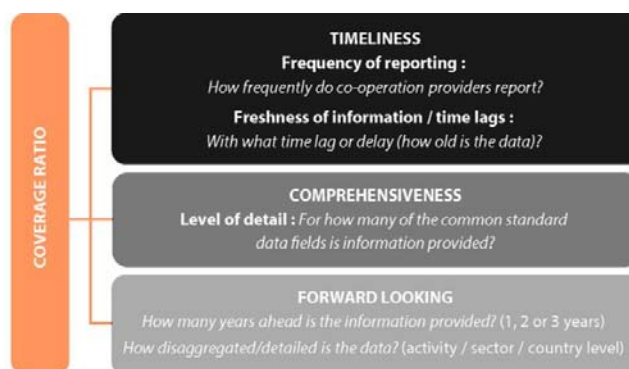 COVERAGE RATIO
TIMELINESS
Frequency of reporting :
How frequently do co-operation providers report?
Freshness of information / time lags :
With what time lag or delay (how old is the data)?
COMPREHENSIVENESS
Level of detail : For how many of the common standard
data fields is information provided?
FORWARD LOOKING
How many years ahead is the information provided? (1, 2 or 3 years)
How disaggregated/detailed is the data? (activity / sector / country level)